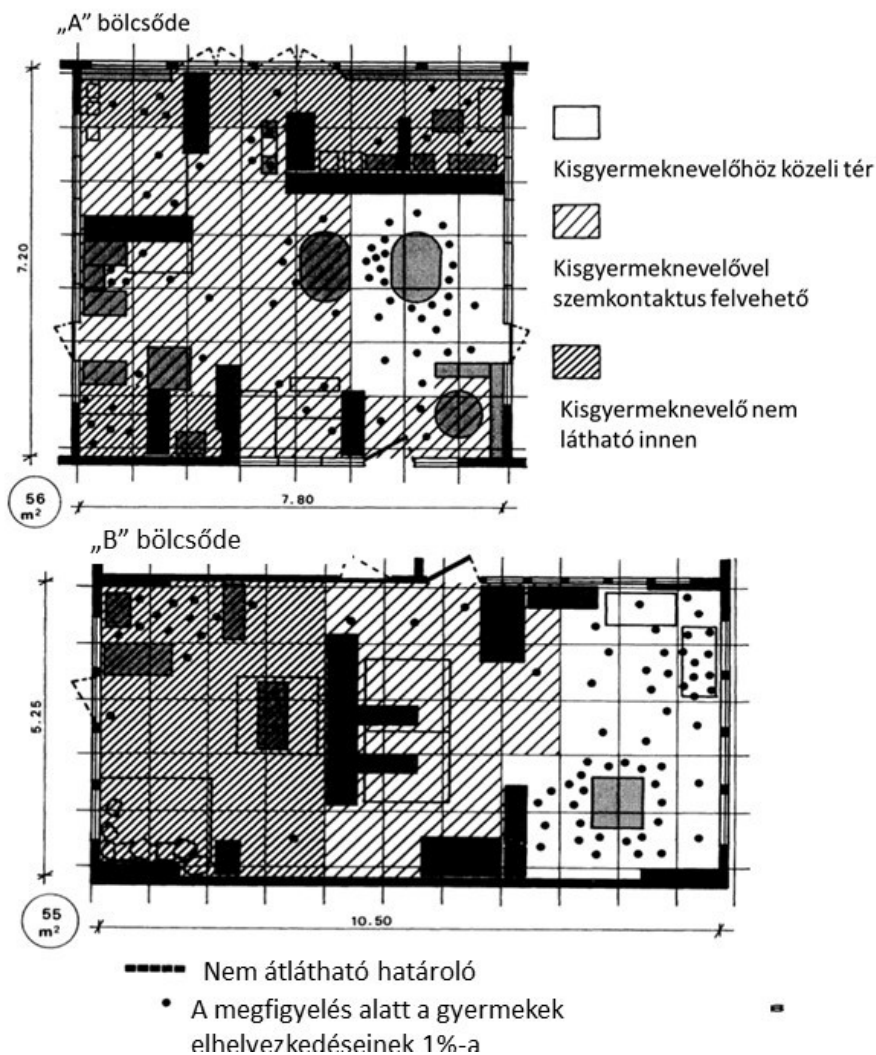 „A” bölcsőde
7.20
Kisgyermeknevelőhöz közeli tér
Kisgyermeknevelővel
szemkontaktus felvehető
Kisgyermeknevelő nem
látható innen
56
m²
7.80
„B” bölcsőde
5.25
55
m²
10.50
Nem átlátható határoló
• A megfigyelés alatt a gyermekek
elhelyezkedéseinek 1%-a